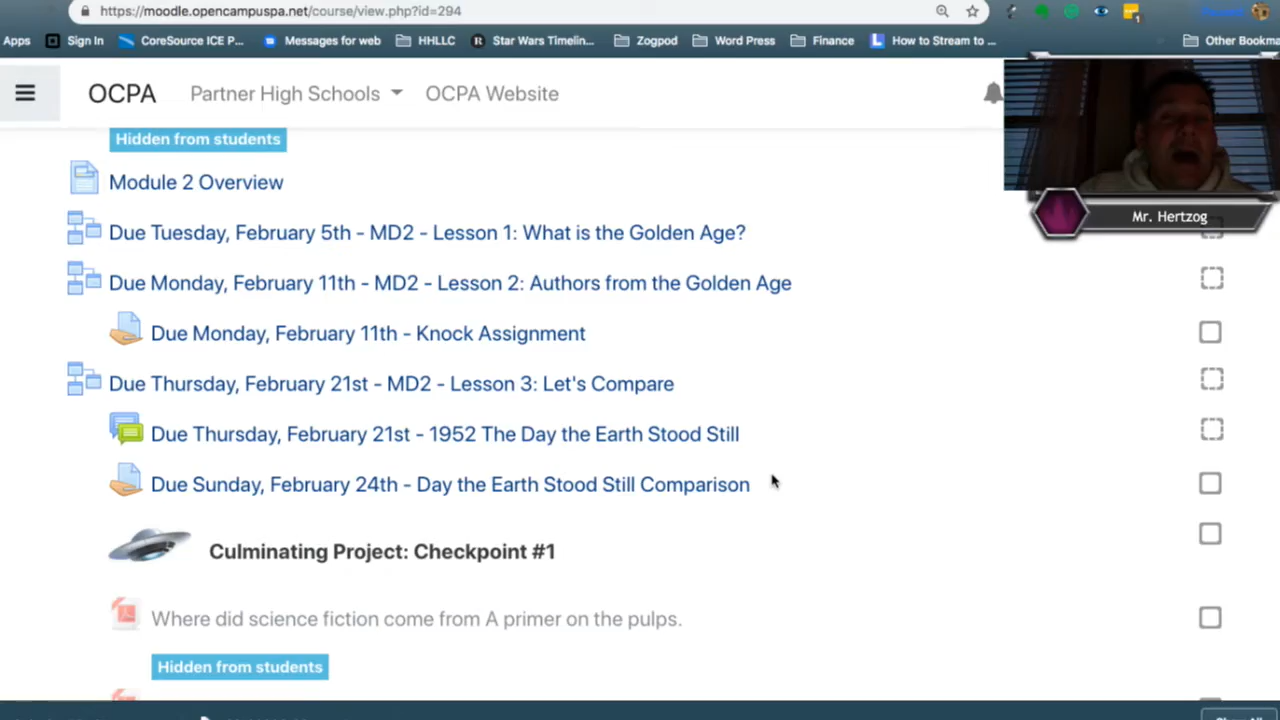 https://moodle.opencampuspa.net/course/view.php?id=294
Apps Sign In CoreSource ICE P... Messages for web HHLLC Star Wars Timelin... Zogpod Word Press Finance How to Stream to ... Other Bookma
OCPA Partner High Schools OCPA Website
Hidden from students
Module 2 Overview
Mr. Hertzog
Due Tuesday, February 5th - MD2 - Lesson 1: What is the Golden Age?
Due Monday, February 11th - MD2 - Lesson 2: Authors from the Golden Age
Due Monday, February 11th - Knock Assignment
Due Thursday, February 21st - MD2 - Lesson 3: Let's Compare
Due Thursday, February 21st - 1952 The Day the Earth Stood Still
Due Sunday, February 24th - Day the Earth Stood Still Comparison
Culminating Project: Checkpoint #1
Where did science fiction come from A primer on the pulps.
Hidden from students